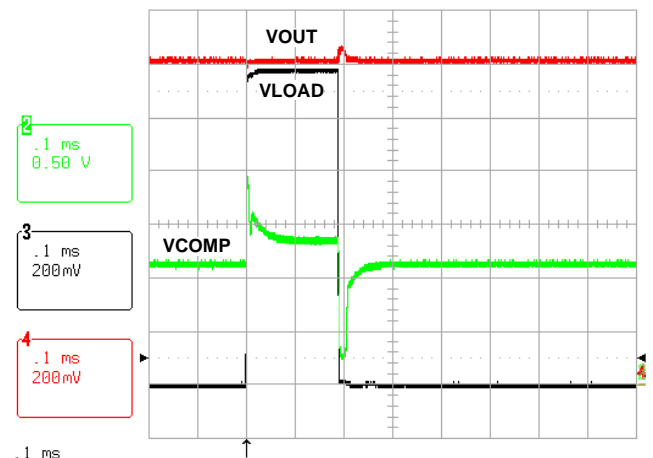 VOUT
VLOAD
2
.1 ms
0.50 V
3
.1 ms
200mV
VCOMP
4
.1 ms
200mV
.1 ms